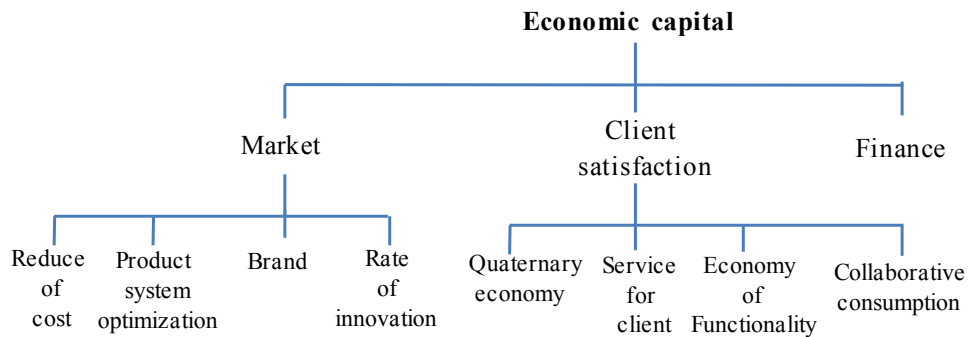 Economic capital
Market
Client
satisfaction
Finance
Reduce
of
cost
Product
system
optimization
Brand
Rate
of
innovation
Quaternary
economy
Service
for
client
Economy
of
Functionality
Collaborative
consumption